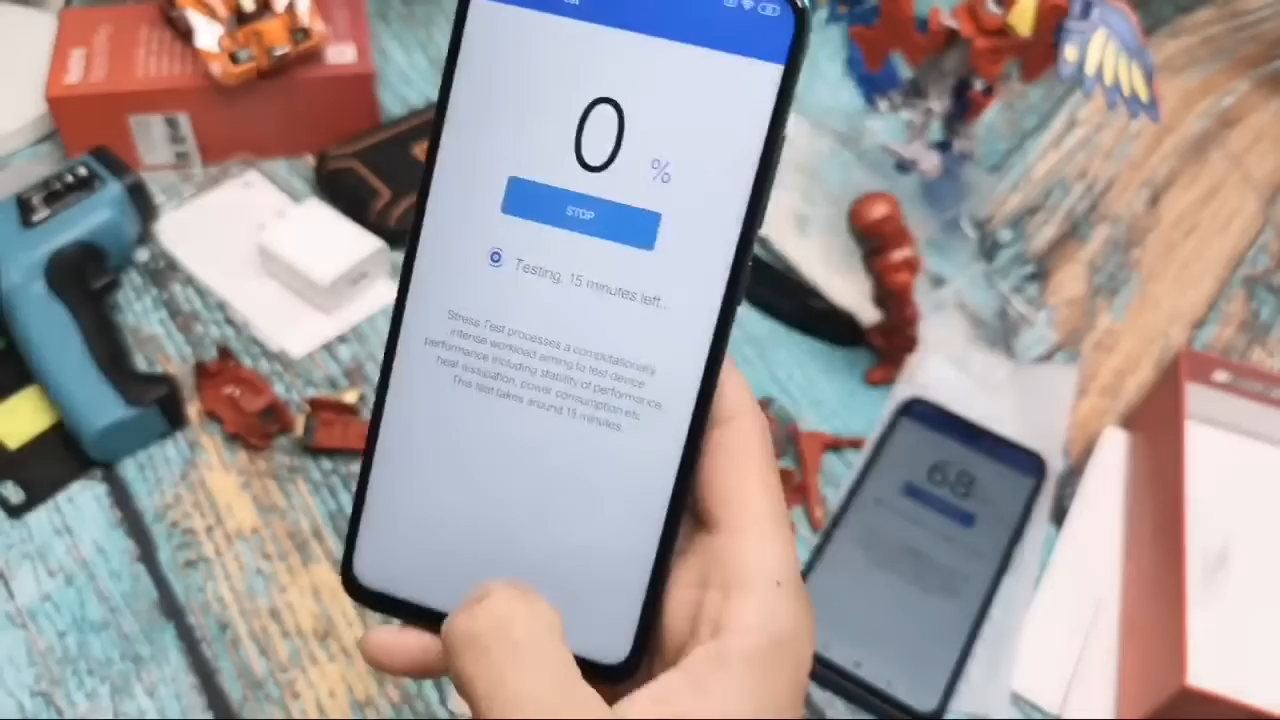 0
%
STOP
Testing, 15 minutes left...
Stress Test processes a computationally
intense workload aiming to test device
performance including stability of performance,
heat dissipation, power consumption etc.
This test takes around 15 minutes.
68